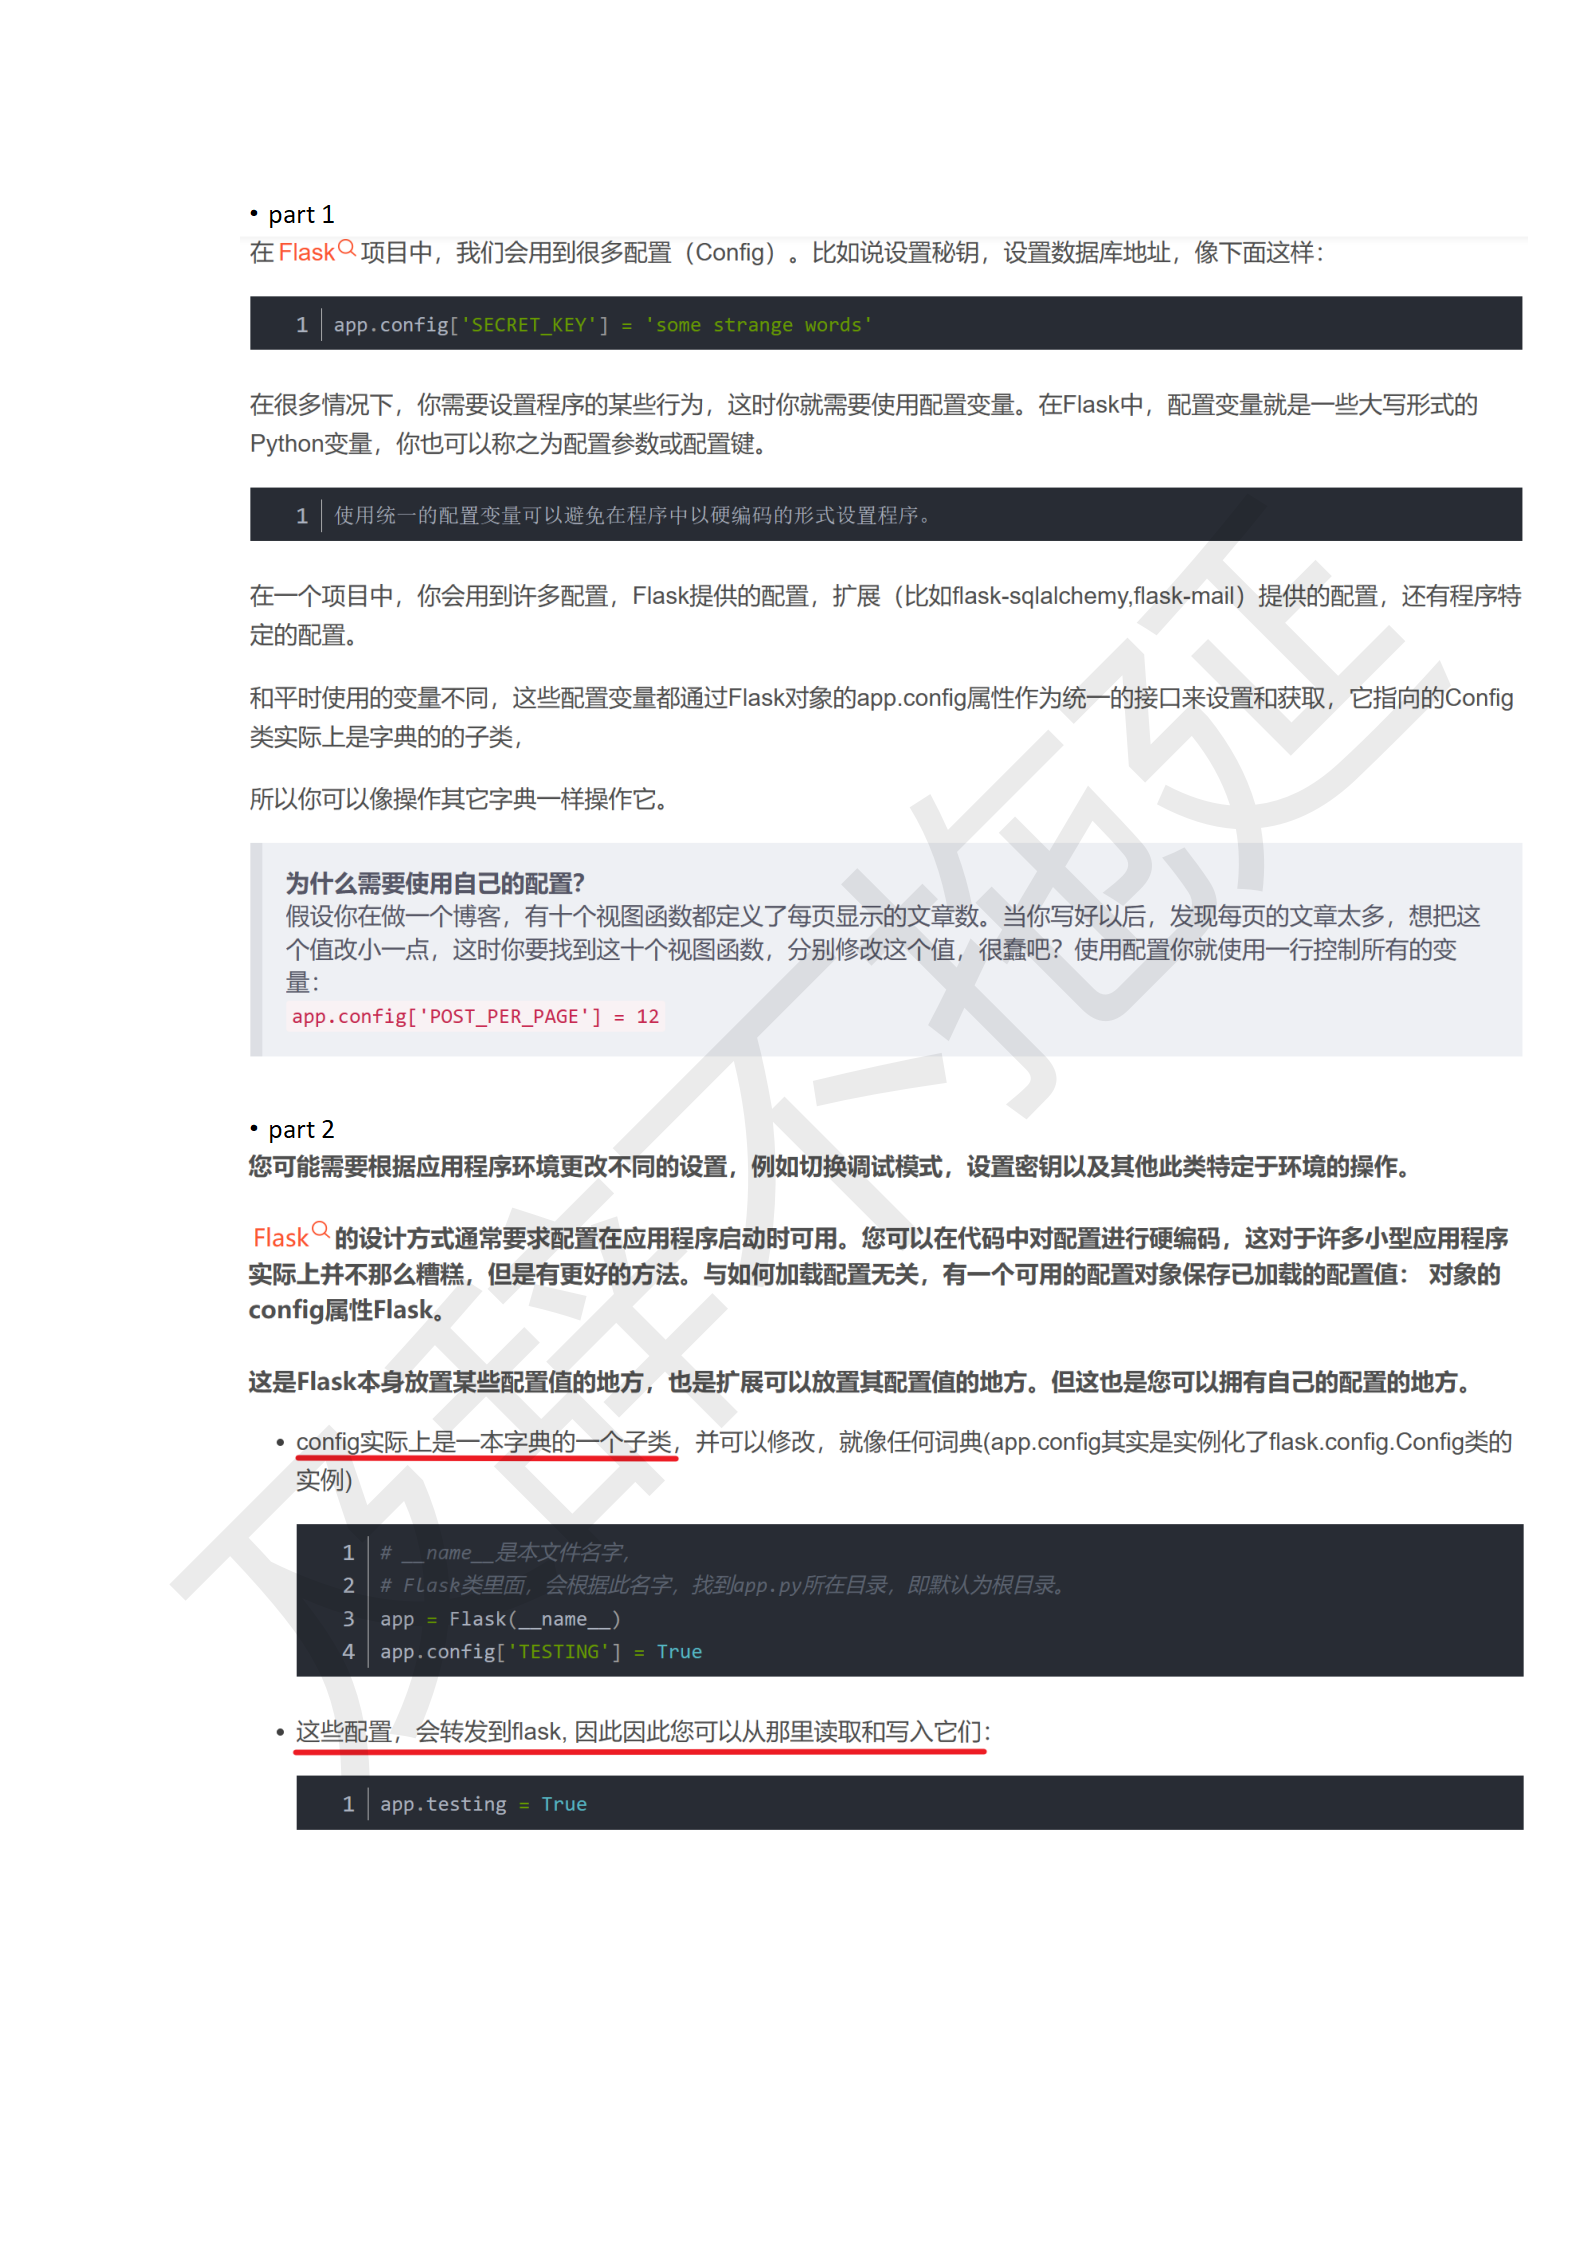 • part 1
在 Flask 项目中，我们会用到很多配置（Config）。比如说设置秘钥，设置数据库地址，像下面这样：
1 app.config['SECRET_KEY'] = 'some strange words'
在很多情况下，你需要设置程序的某些行为，这时你就需要使用配置变量。在Flask中，配置变量就是一些大写形式的
Python变量，你也可以称之为配置参数或配置键。
1 使用统一的配置变量可以避免在程序中以硬编码的形式设置程序。
在一个项目中，你会用到许多配置，Flask提供的配置，扩展（比如flask-sqlalchemy,flask-mail）提供的配置，还有程序特
定的配置。
和平时使用的变量不同，这些配置变量都通过Flask对象的app.config属性作为统一的接口来设置和获取，它指向的Config
类实际上是字典的的子类，
所以你可以像操作其它字典一样操作它。
为什么需要使用自己的配置？
假设你在做一个博客，有十个视图函数都定义了每页显示的文章数。当你写好以后，发现每页的文章太多，想把这
个值改小一点，这时你要找到这十个视图函数，分别修改这个值，很蠢吧？使用配置你就使用一行控制所有的变
量：
app.config['POST_PER_PAGE'] = 12
• part 2
您可能需要根据应用程序环境更改不同的设置，例如切换调试模式，设置密钥以及其他此类特定于环境的操作。
Flask 的设计方式通常要求配置在应用程序启动时可用。您可以在代码中对配置进行硬编码，这对于许多小型应用程序
实际上并不那么糟糕，但是有更好的方法。与如何加载配置无关，有一个可用的配置对象保存已加载的配置值： 对象的
config属性Flask。
这是Flask本身放置某些配置值的地方，也是扩展可以放置其配置值的地方。但这也是您可以拥有自己的配置的地方。
• config实际上是一本字典的一个子类，并可以修改，就像任何词典(app.config其实是实例化了flask.config.Config类的
实例)
1 # __name__是本文件名字，
2 # Flask类里面，会根据此名字，找到app.py所在目录，即默认为根目录。
3 app = Flask(__name__)
4 app.config['TESTING'] = True
• 这些配置，会转发到flask, 因此因此您可以从那里读取和写入它们：
1 app.testing = True
及辞不拖延